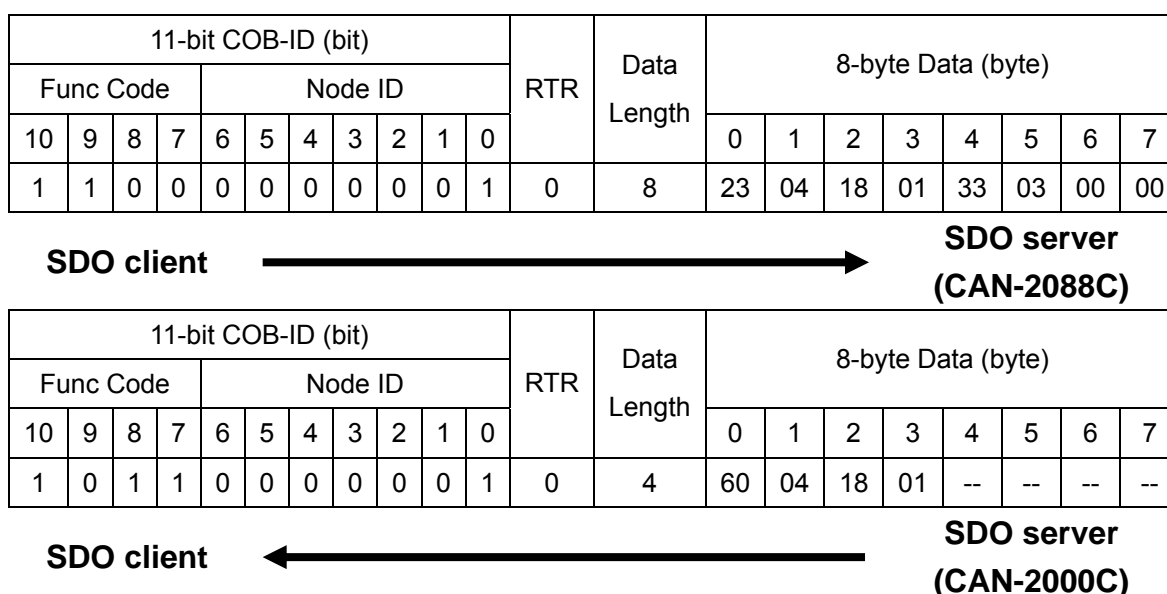 11-bit COB-ID (bit) RTR Data Length 8-byte Data (byte)
Func Code Node ID
10 9 8 7 6 5 4 3 2 1 0 0 1 2 3 4 5 6 7
1 1 0 0 0 0 0 0 0 0 1 0 8 23 04 18 01 33 03 00 00
SDO client SDO server
(CAN-2088C)
11-bit COB-ID (bit) RTR Data Length 8-byte Data (byte)
Func Code Node ID
10 9 8 7 6 5 4 3 2 1 0 0 1 2 3 4 5 6 7
1 0 1 1 0 0 0 0 0 0 1 0 4 60 04 18 01 -- -- -- --
SDO client SDO server
(CAN-2000C)